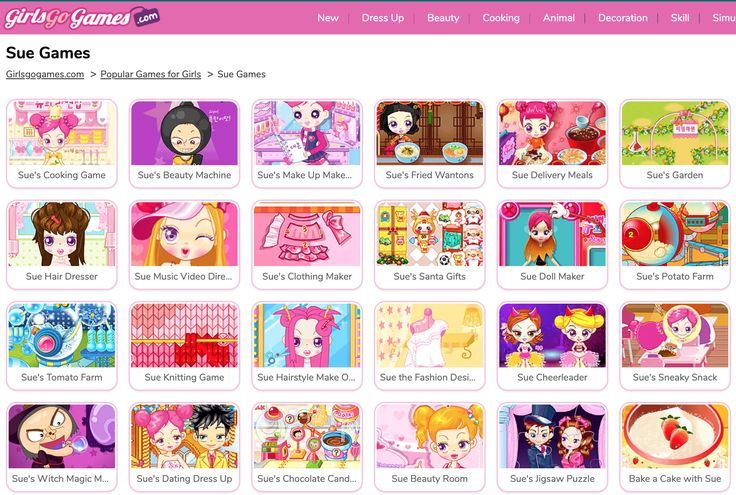 GirlsGoGames.com
New | Dress Up | Beauty | Cooking | Animal | Decoration | Skill | Simu
Sue Games
Girlsgogames.com > Popular Games for Girls > Sue Games
Sue's Cooking Game
Sue's Beauty Machine
Sue's Make Up Make...
Sue's Fried Wantons
Sue Delivery Meals
Sue's Garden
Sue Hair Dresser
Sue Music Video Dire...
Sue's Clothing Maker
Sue's Santa Gifts
Sue Doll Maker
Sue's Potato Farm
Sue's Tomato Farm
Sue Knitting Game
Sue Hairstyle Make O...
Sue the Fashion Desi...
Sue Cheerleader
Sue's Sneaky Snack
Sue's Witch Magic M...
Sue's Dating Dress Up
Sue's Chocolate Cand...
Sue Beauty Room
Sue's Jigsaw Puzzle
Bake a Cake with Sue